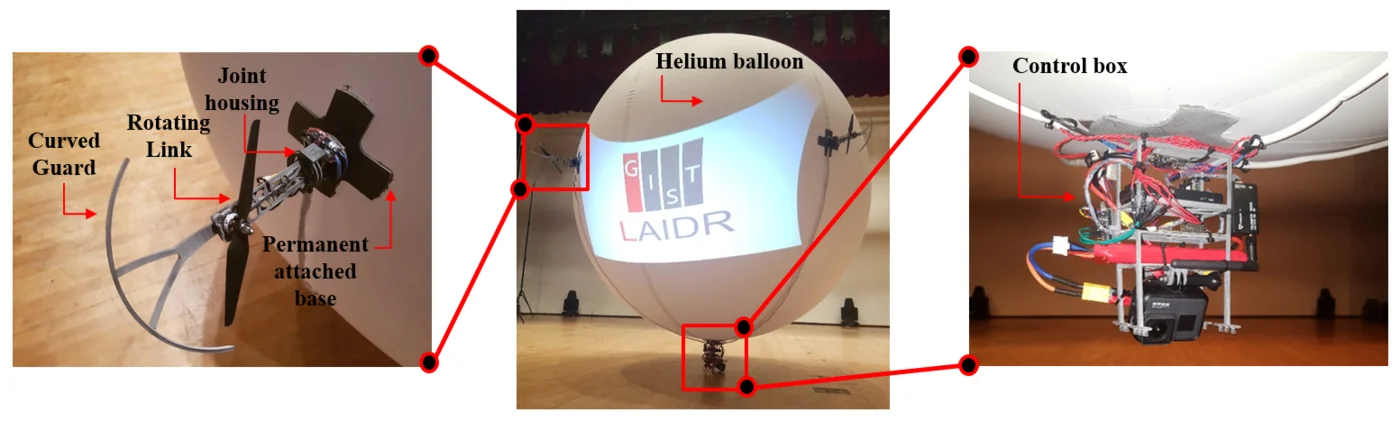 Joint
housing
Rotating
Link
Curved
Guard
Permanent
attached
base
Helium balloon
G I S T
LAIDR
Control box